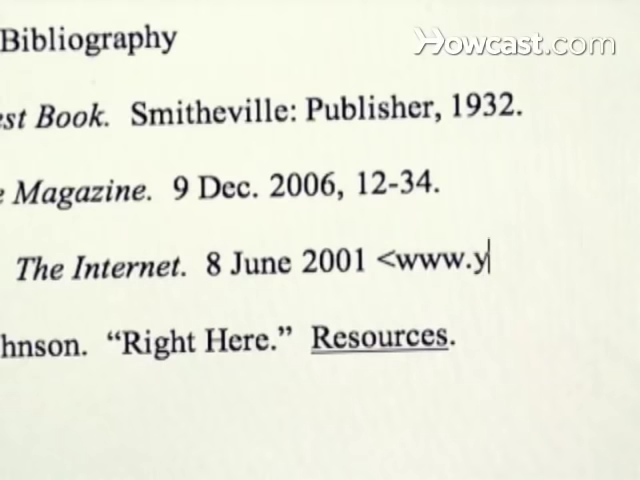 Bibliography
Howcast.com
est Book. Smitheville: Publisher, 1932.
e Magazine. 9 Dec. 2006, 12-34.
The Internet. 8 June 2001 <www.y
hnson. “Right Here.” Resources.